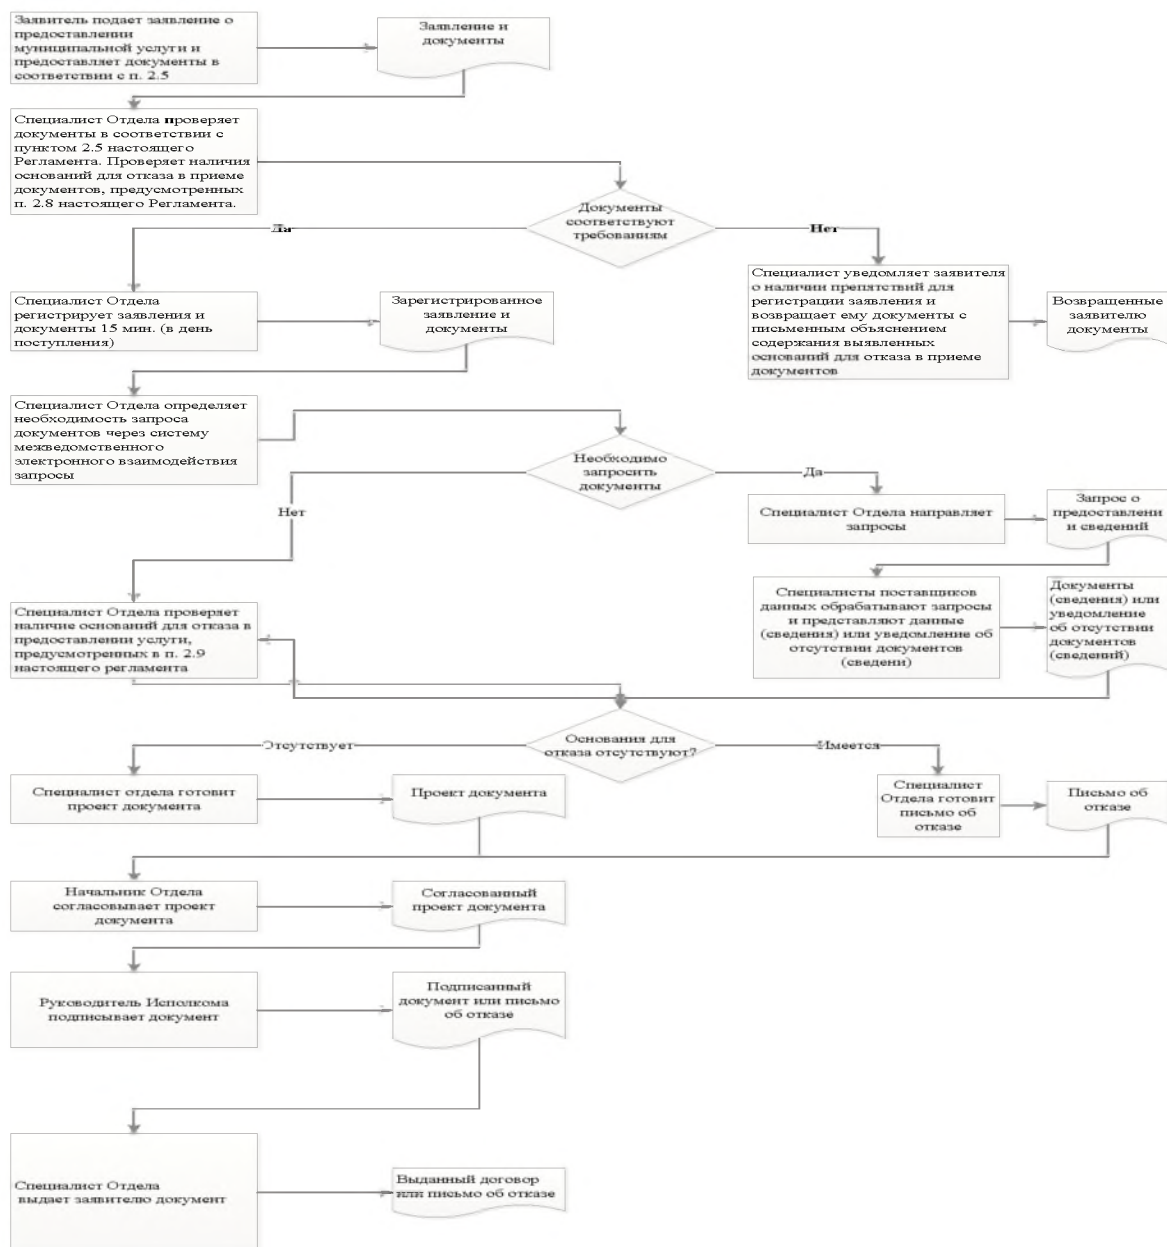 Заявитель подает заявление о
предоставлении
муниципальной услуги и
предоставляет документы в
соответствии с п. 2.5
Заявление и
документы
Специалист Отдела проверяет
документы в соответствии с
пунктом 2.5 настоящего
Регламента. Проверяет наличия
оснований для отказа в приеме
документов, предусмотренных
п. 2.8 настоящего Регламента.
Документы
соответствуют
требованиям
Да
Нет
Специалист Отдела
регистрирует заявления и
документы 15 мин. (в день
поступления)
Зарегистрированное
заявление и
документы
Специалист уведомляет заявителя
о наличии препятствий для
регистрации заявления и
возвращает ему документы с
письменным объяснением
содержания выявленных
оснований для отказа в приеме
документов
Возвращенные
заявителю
документы
Специалист Отдела определяет
необходимость запроса
документов через систему
межведомственного
электронного взаимодействия
запросы
Необходимо
запросить
документы
Да
Нет
Специалист Отдела направляет
запросы
Запрос о
предоставлени
и сведений
Специалисты поставщиков
данных обрабатывают запросы
и представляют данные
(сведения) или уведомление об
отсутствии документов
(сведени)
Документы
(сведения) или
уведомление
об отсутствии
документов
(сведений)
Специалист Отдела проверяет
наличие оснований для отказа в
предоставлении услуги,
предусмотренных в п. 2.9
настоящего регламента
Основания для
отказа отсутствуют?
Отсутствует
Имеется
Специалист отдела готовит
проект документа
Проект документа
Специалист
Отдела готовит
письмо об
отказе
Письмо об
отказе
Начальник Отдела
согласовывает проект
документа
Согласованный
проект документа
Руководитель Исполкома
подписывает документ
Подписанный
документ или письмо
об отказе
Специалист Отдела
выдает заявителю документ
Выданный договор
или письмо об отказе